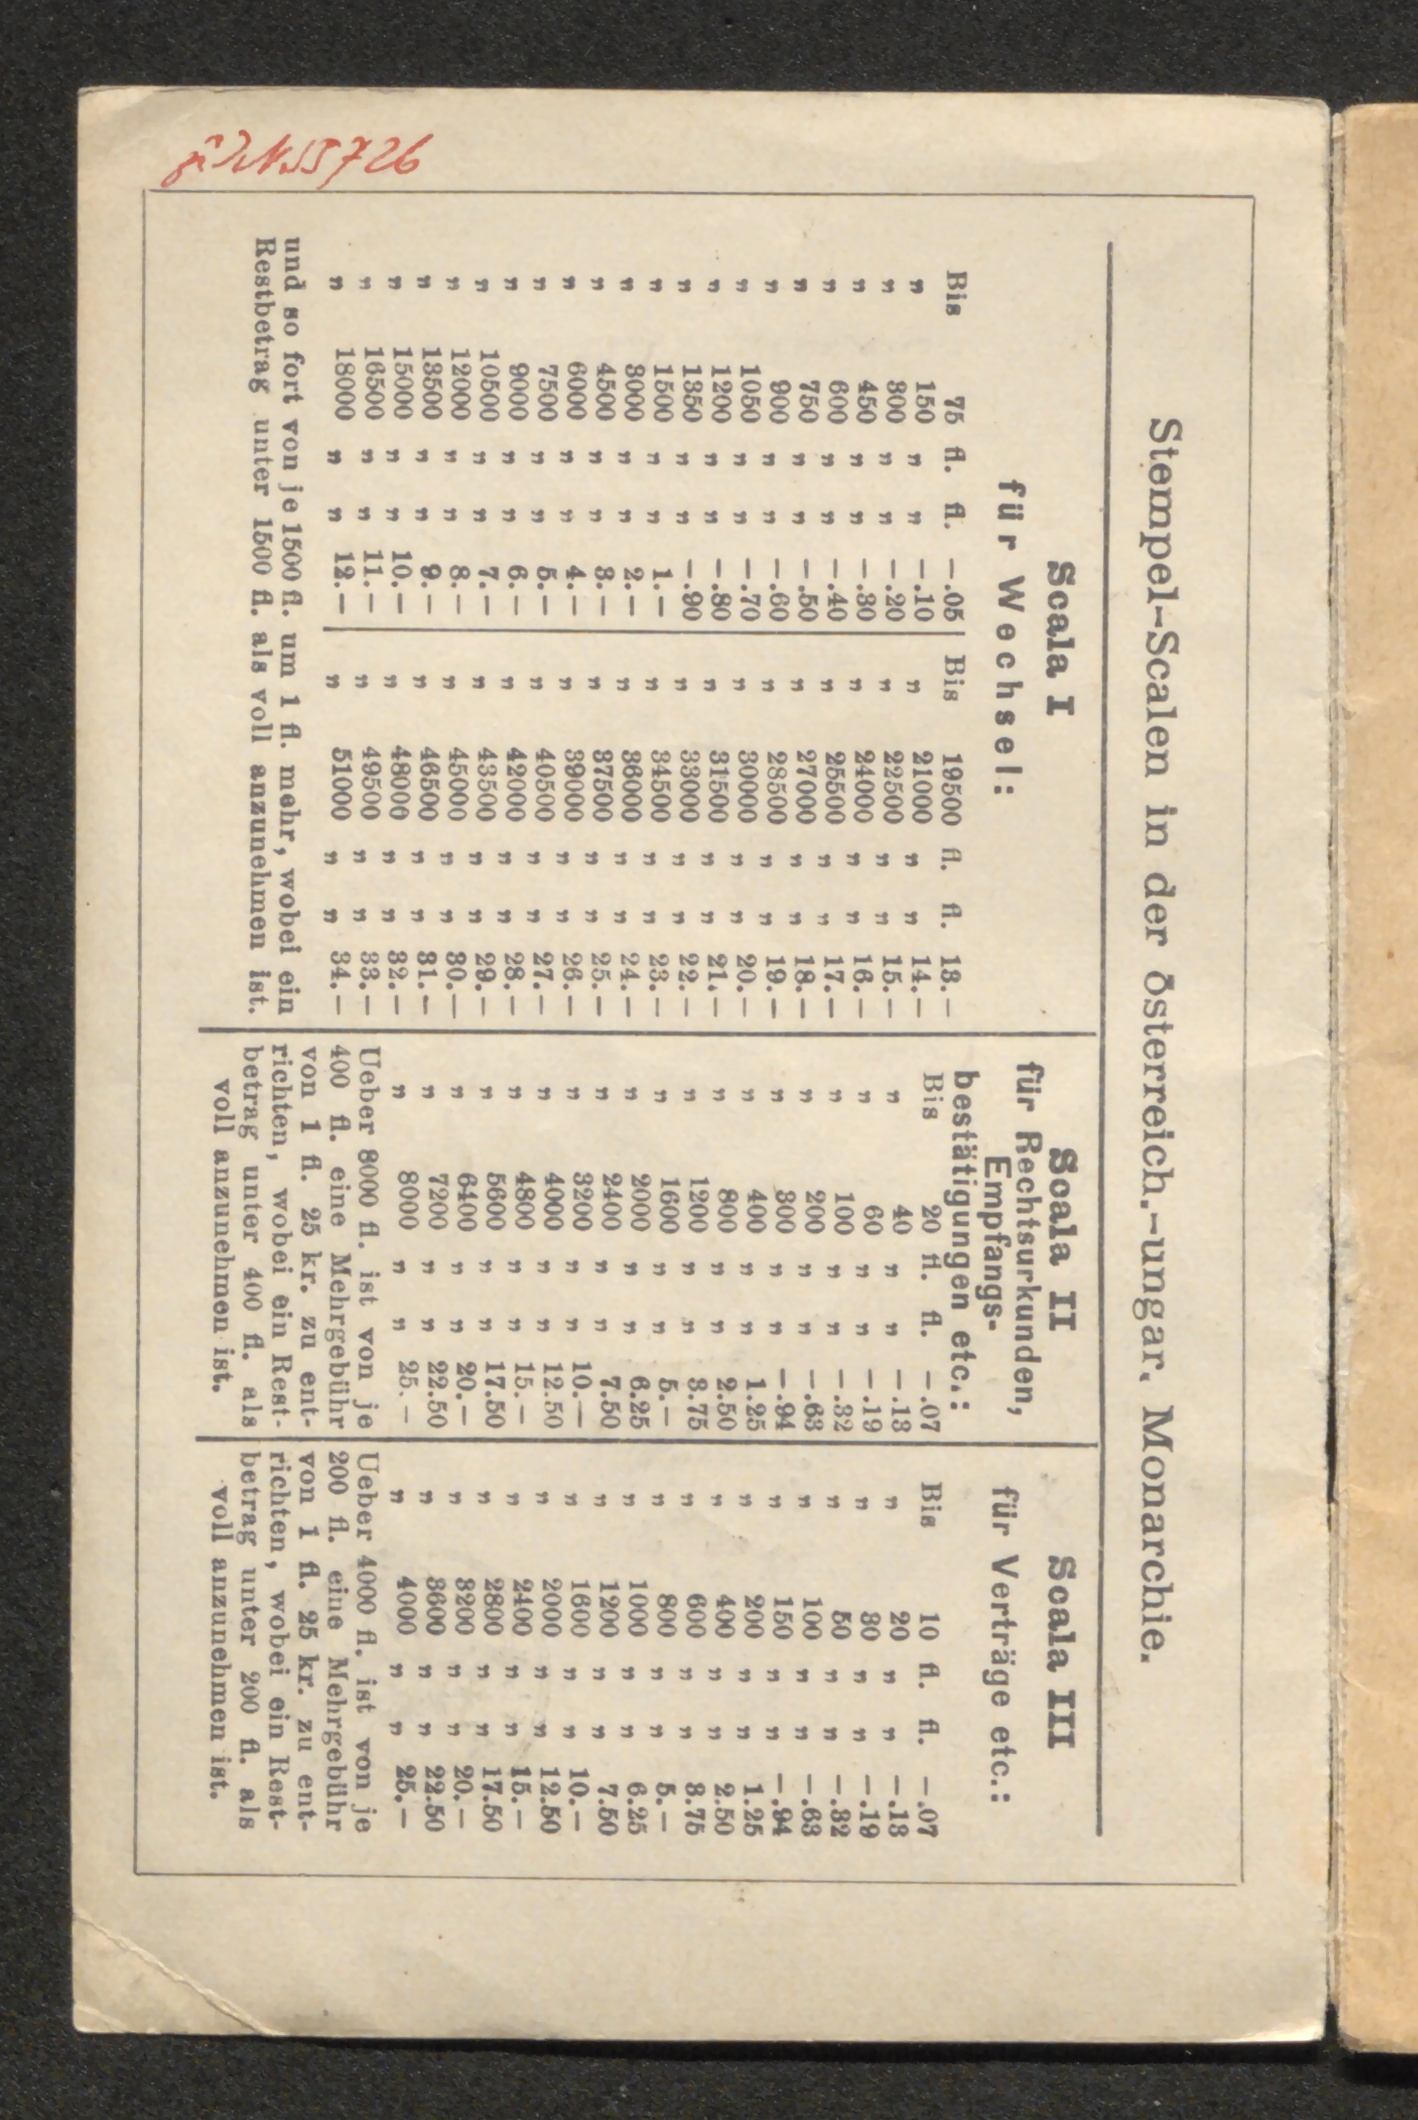 Stempel-Scalen in der österreich.-ungar. Monarchie.
Scala I
für Wechsel:
Bis 75 fl. fl. —.05
" 150 " " —.10
" 300 " " —.20
" 450 " " —.30
" 600 " " —.40
" 750 " " —.50
" 900 " " —.60
" 1050 " " —.70
" 1200 " " —.80
" 1350 " " —.90
" 1500 " " 1.—
" 3000 " " 2.—
" 4500 " " 3.—
" 6000 " " 4.—
" 7500 " " 5.—
" 9000 " " 6.—
" 10500 " " 7.—
" 12000 " " 8.—
" 13500 " " 9.—
" 15000 " " 10.—
" 16500 " " 11.—
" 18000 " " 12.—
Bis 19500 fl. fl. 13.—
" 21000 " " 14.—
" 22500 " " 15.—
" 24000 " " 16.—
" 25500 " " 17.—
" 27000 " " 18.—
" 28500 " " 19.—
" 30000 " " 20.—
" 31500 " " 21.—
" 33000 " " 22.—
" 34500 " " 23.—
" 36000 " " 24.—
" 37500 " " 25.—
" 39000 " " 26.—
" 40500 " " 27.—
" 42000 " " 28.—
" 43500 " " 29.—
" 45000 " " 30.—
" 46500 " " 31.—
" 48000 " " 32.—
" 49500 " " 33.—
" 51000 " " 34.—
und so fort von je 1500 fl. um 1 fl. mehr, wobei ein
Restbetrag unter 1500 fl. als voll anzunehmen ist.
Scala II
für Rechtsurkunden,
Empfangs-
bestätigungen etc.:
Bis 20 fl. fl. —.07
" 40 " " —.13
" 60 " " —.19
" 100 " " —.32
" 200 " " —.63
" 300 " " —.94
" 400 " " 1.25
" 800 " " 2.50
" 1200 " " 3.75
" 1600 " " 5.—
" 2000 " " 6.25
" 2400 " " 7.50
" 3200 " " 10.—
" 4000 " " 12.50
" 4800 " " 15.—
" 5600 " " 17.50
" 6400 " " 20.—
" 7200 " " 22.50
" 8000 " " 25.—
Ueber 8000 fl. ist von je
400 fl. eine Mehrgebühr
von 1 fl. 25 kr. zu ent-
richten, wobei ein Rest-
betrag unter 400 fl. als
voll anzunehmen ist.
Scala III
für Verträge etc.:
Bis 10 fl. fl. —.07
" 20 " " —.13
" 30 " " —.19
" 50 " " —.32
" 100 " " —.63
" 150 " " —.94
" 200 " " 1.25
" 400 " " 2.50
" 600 " " 3.75
" 800 " " 5.—
" 1000 " " 6.25
" 1200 " " 7.50
" 1600 " " 10.—
" 2000 " " 12.50
" 2400 " " 15.—
" 2800 " " 17.50
" 3200 " " 20.—
" 3600 " " 22.50
" 4000 " " 25.—
Ueber 4000 fl. ist von je
200 fl. eine Mehrgebühr
von 1 fl. 25 kr. zu ent-
richten, wobei ein Rest-
betrag unter 200 fl. als
voll anzunehmen ist.